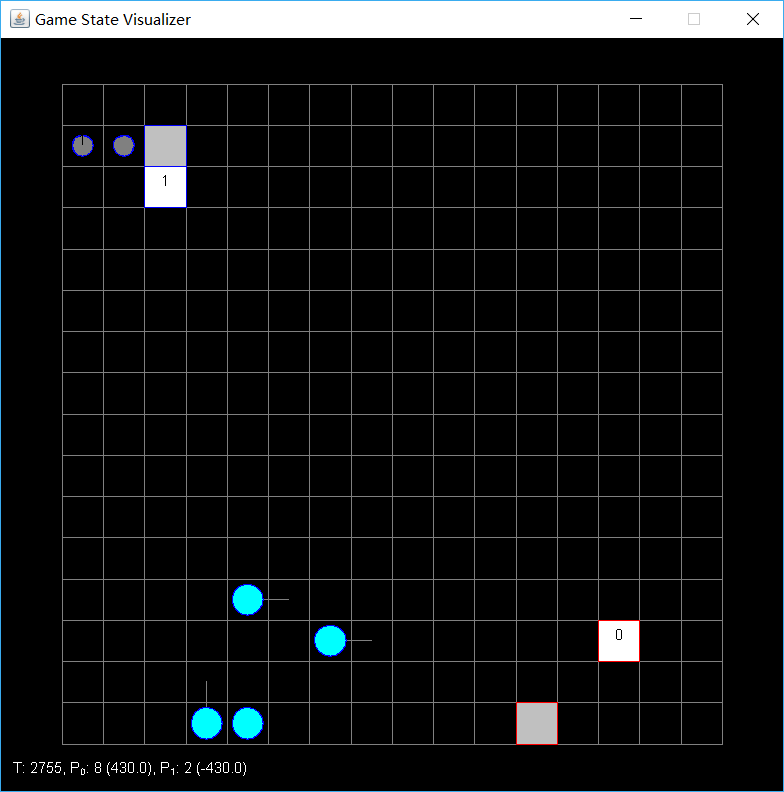 Game State Visualizer
1
0
T: 2755, P₀: 8 (430.0), P₁: 2 (-430.0)